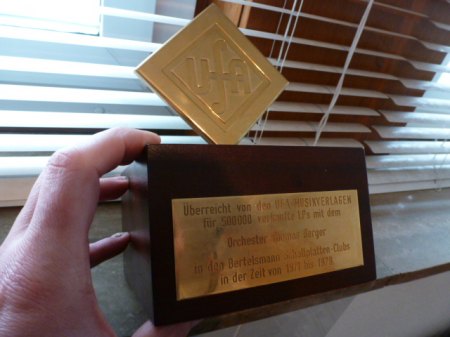 UFA
Überreicht von den UFA-MUSIKVERLAGEN
für 500000 verkaufte LPs mit dem
Orchester Thomas Berger
in den Bertelsmann Schallplatten-Clubs
in der Zeit von 1971 bis 1978.